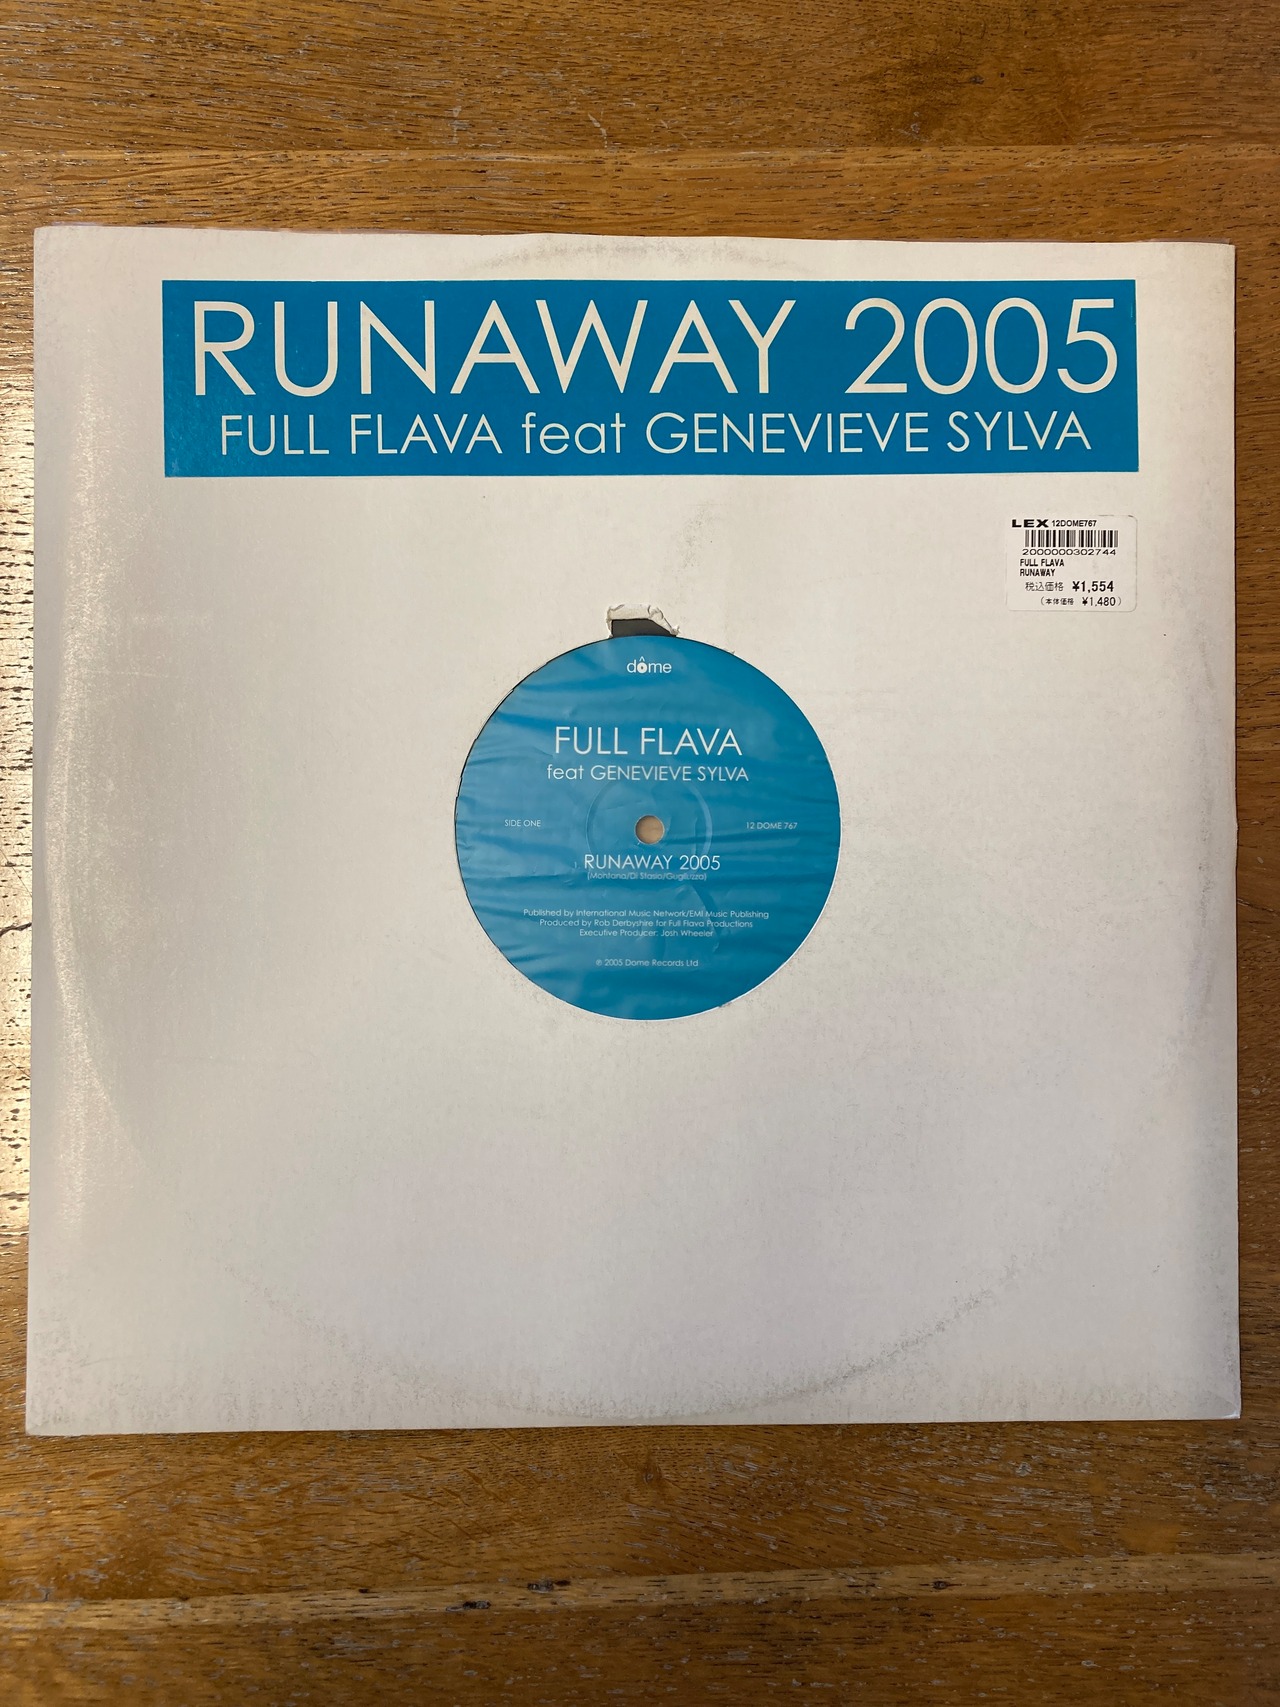 RUNAWAY 2005
FULL FLAVA feat GENEVIEVE SYLVA
LEX 12DOME767
2000000302744
FULL FLAVA
RUNAWAY
税込価格 ¥1,554
(本体価格 ¥1,480)
dôme
FULL FLAVA
feat GENEVIEVE SYLVA
SIDE ONE
12 DOME 767
RUNAWAY 2005
(Montana/Di Stasio/Gugliuzza)
Published by International Music Network/EMI Music Publishing
Produced by Rob Derbyshire for Full Flava Productions
Executive Producer: Josh Wheeler
℗ 2005 Dome Records Ltd